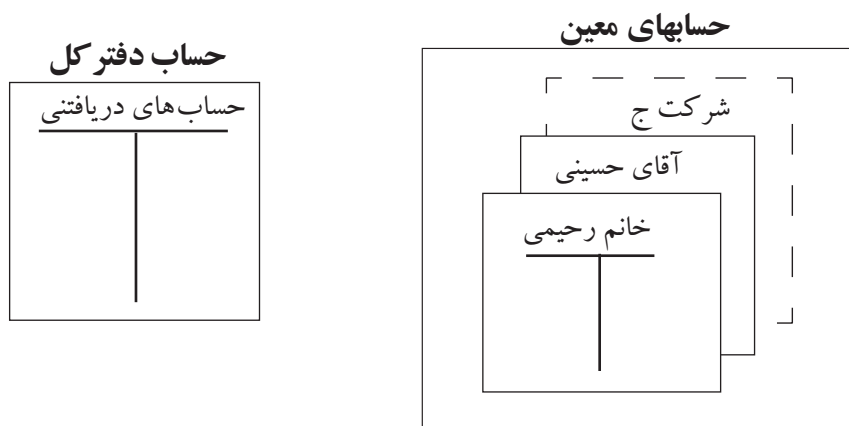 حسابهای معین
حساب دفتر کل
شرکت ج
حساب‌های دریافتنی
آقای حسینی
خانم رحیمی